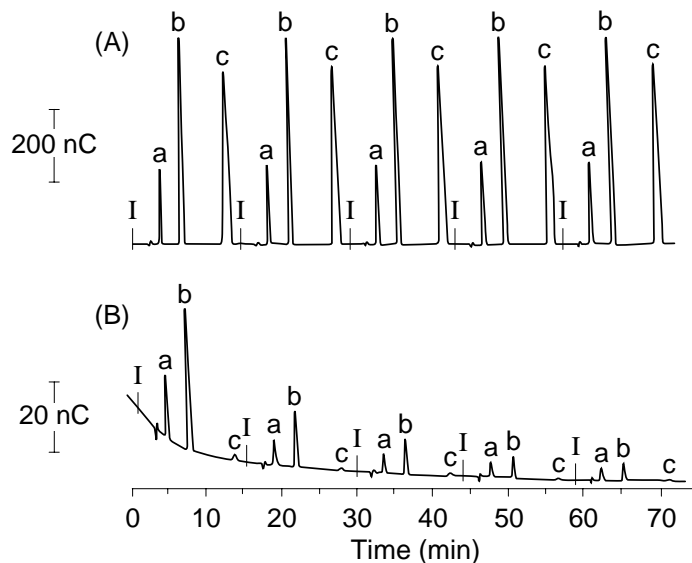 (A)
b b b b b
c c c c c
200 nC
a a a a a
I I I I I
(B)
b
a
I
20 nC
b
I a c
b
I a c
I a b c
I a b c
0 10 20 30 40 50 60 70
Time (min)